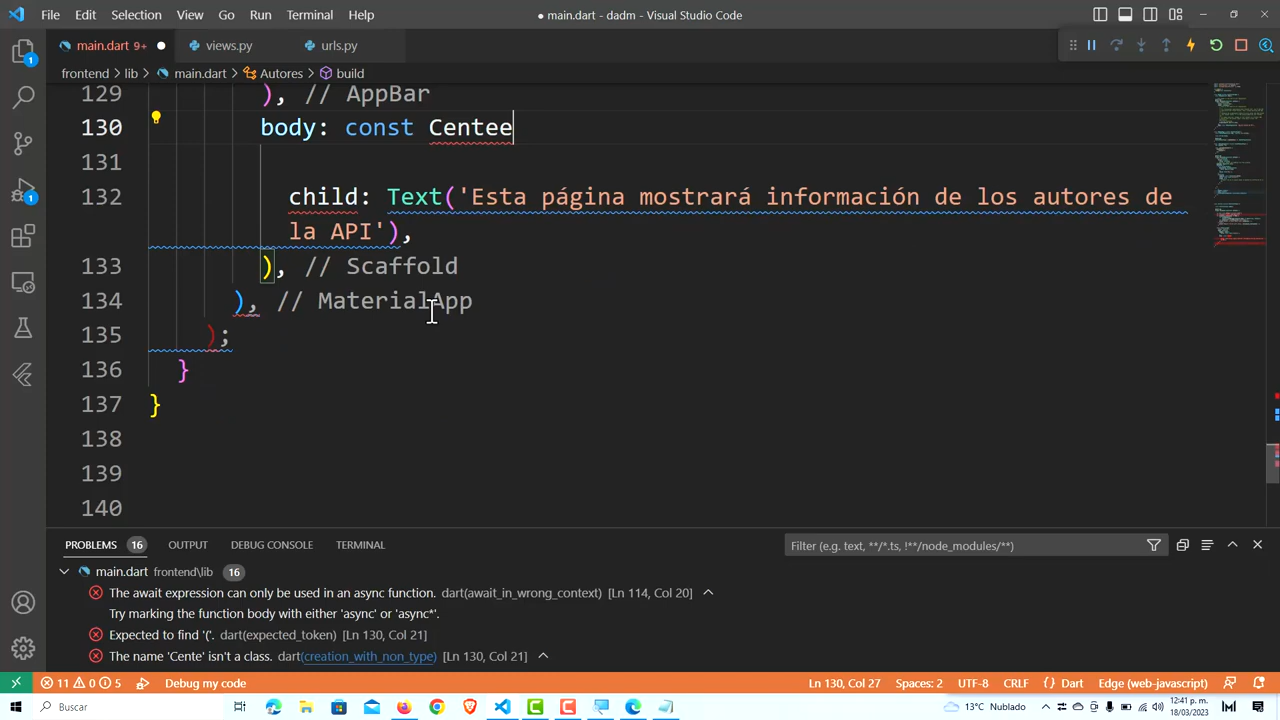 File Edit Selection View Go Run Terminal Help ● main.dart - dadm - Visual Studio Code
main.dart 9+ ● views.py urls.py
frontend > lib > main.dart > Autores > build
129 ), // AppBar
130 body: const Centee
131
132 child: Text('Esta página mostrará información de los autores de
la API'),
133 ), // Scaffold
134 ), // MaterialApp
135 );
136 }
137 }
138
139
140
PROBLEMS 16 OUTPUT DEBUG CONSOLE TERMINAL Filter (e.g. text, **/*.ts, !**/node_modules/**)
main.dart frontend\lib 16
The await expression can only be used in an async function. dart(await_in_wrong_context) [Ln 114, Col 20]
Try marking the function body with either 'async' or 'async*'.
Expected to find '('. dart(expected_token) [Ln 130, Col 21]
The name 'Cente' isn't a class. dart(creation_with_non_type) [Ln 130, Col 21]
11 0 5 Debug my code Ln 130, Col 27 Spaces: 2 UTF-8 CRLF {} Dart Edge (web-javascript)
Buscar 13°C Nublado 12:41 p. m.
18/03/2023
1
1